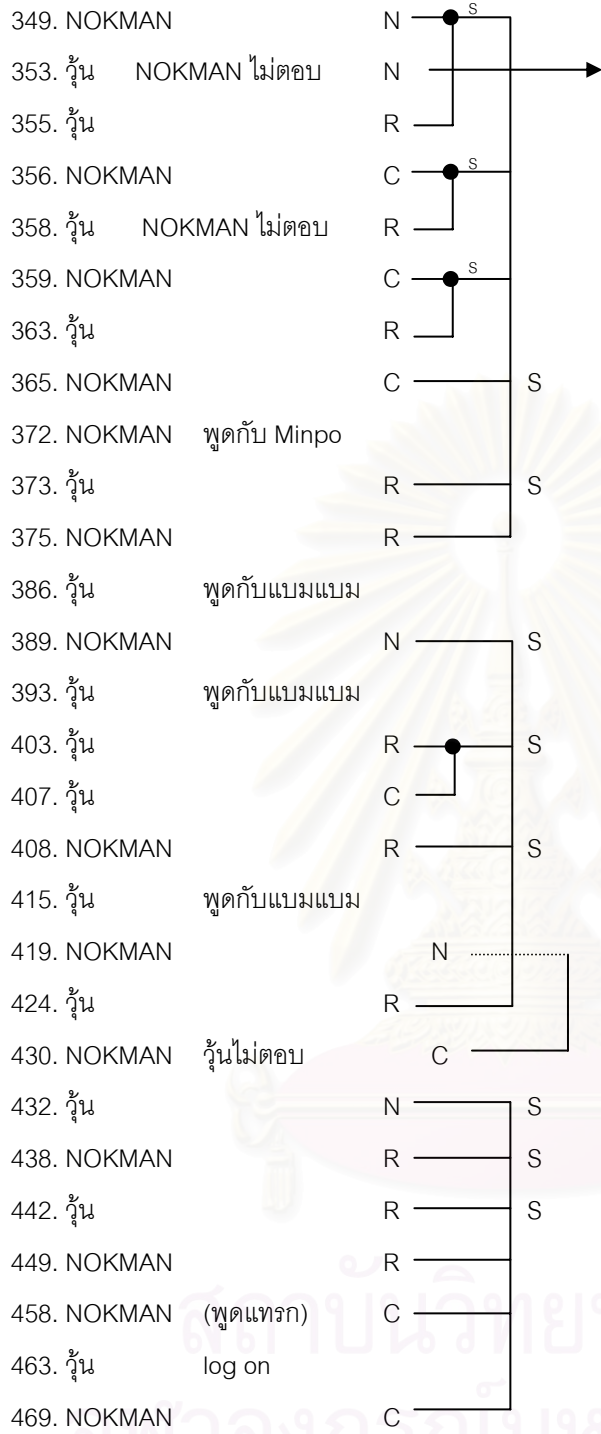 349. NOKMAN N S
353. วุ้น NOKMAN ไม่ตอบ N
355. วุ้น R
356. NOKMAN C S
358. วุ้น NOKMAN ไม่ตอบ R
359. NOKMAN C S
363. วุ้น R
365. NOKMAN C S
372. NOKMAN พูดกับ Minpo
373. วุ้น R S
375. NOKMAN R
386. วุ้น พูดกับแบมแบม
389. NOKMAN N S
393. วุ้น พูดกับแบมแบม
403. วุ้น R S
407. วุ้น C
408. NOKMAN R S
415. วุ้น พูดกับแบมแบม
419. NOKMAN N
424. วุ้น R
430. NOKMAN วุ้นไม่ตอบ C
432. วุ้น N S
438. NOKMAN R S
442. วุ้น R S
449. NOKMAN R
458. NOKMAN (พูดแทรก) C
463. วุ้น log on
469. NOKMAN C